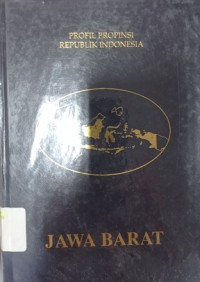 PROFIL PROPINSI
REPUBLIK INDONESIA
JAWA BARAT